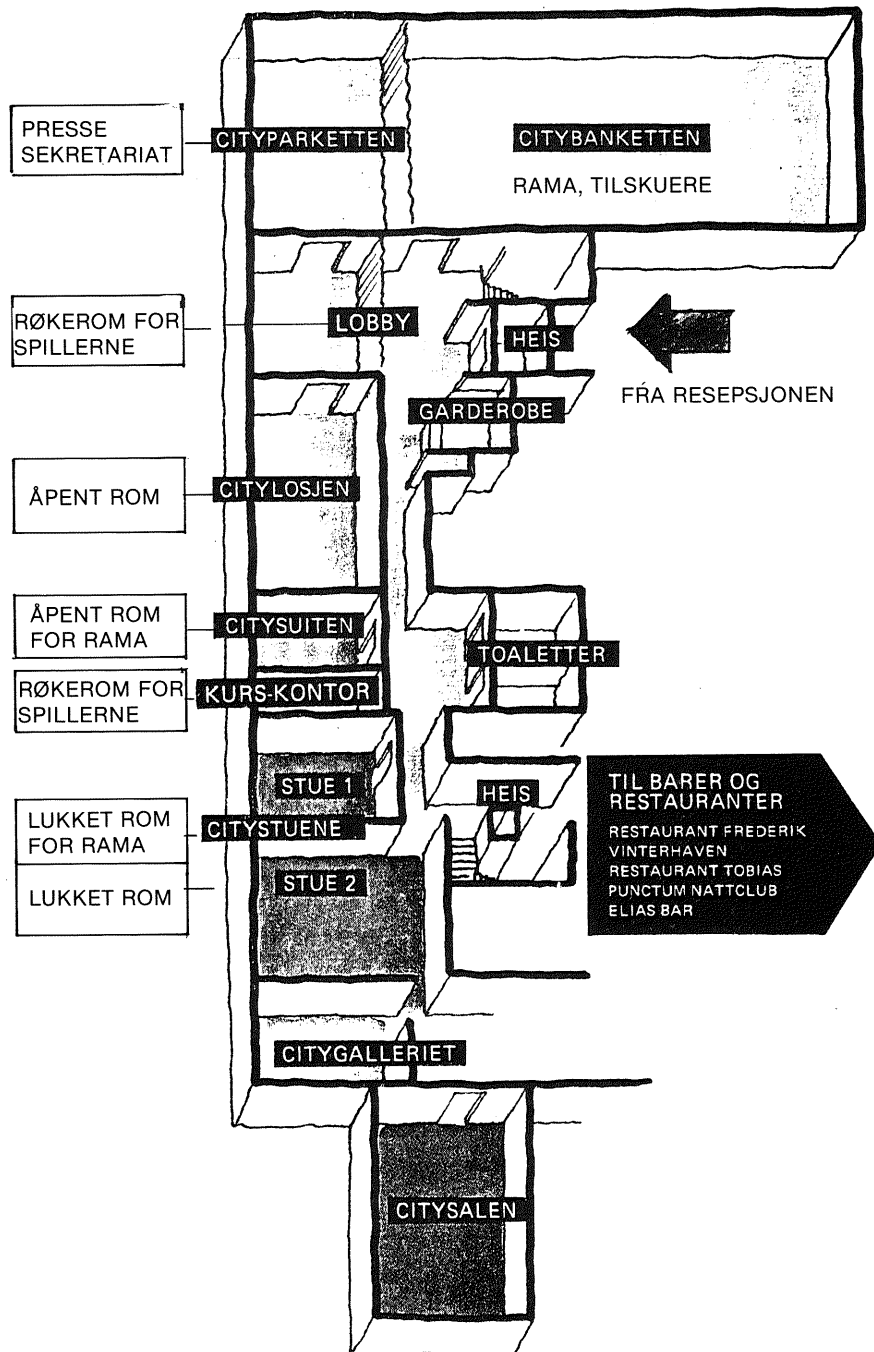 PRESSE
SEKRETARIAT
CITYPARKETTEN
CITYBANKETTEN
RAMA, TILSKUERE
RØKEROM FOR
SPILLERNE
LOBBY
HEIS
FRA RESEPSJONEN
GARDEROBE
ÅPENT ROM
CITYLOSJEN
ÅPENT ROM
FOR RAMA
CITYSUITEN
TOALETTER
RØKEROM FOR
SPILLERNE
KURS-KONTOR
STUE 1
HEIS
TIL BARER OG
RESTAURANTER
RESTAURANT FREDERIK
VINTERHAVEN
RESTAURANT TOBIAS
PUNCTUM NATTCLUB
ELIAS BAR
LUKKET ROM
FOR RAMA
CITYSTUENE
LUKKET ROM
STUE 2
CITYGALLERIET
CITYSALEN